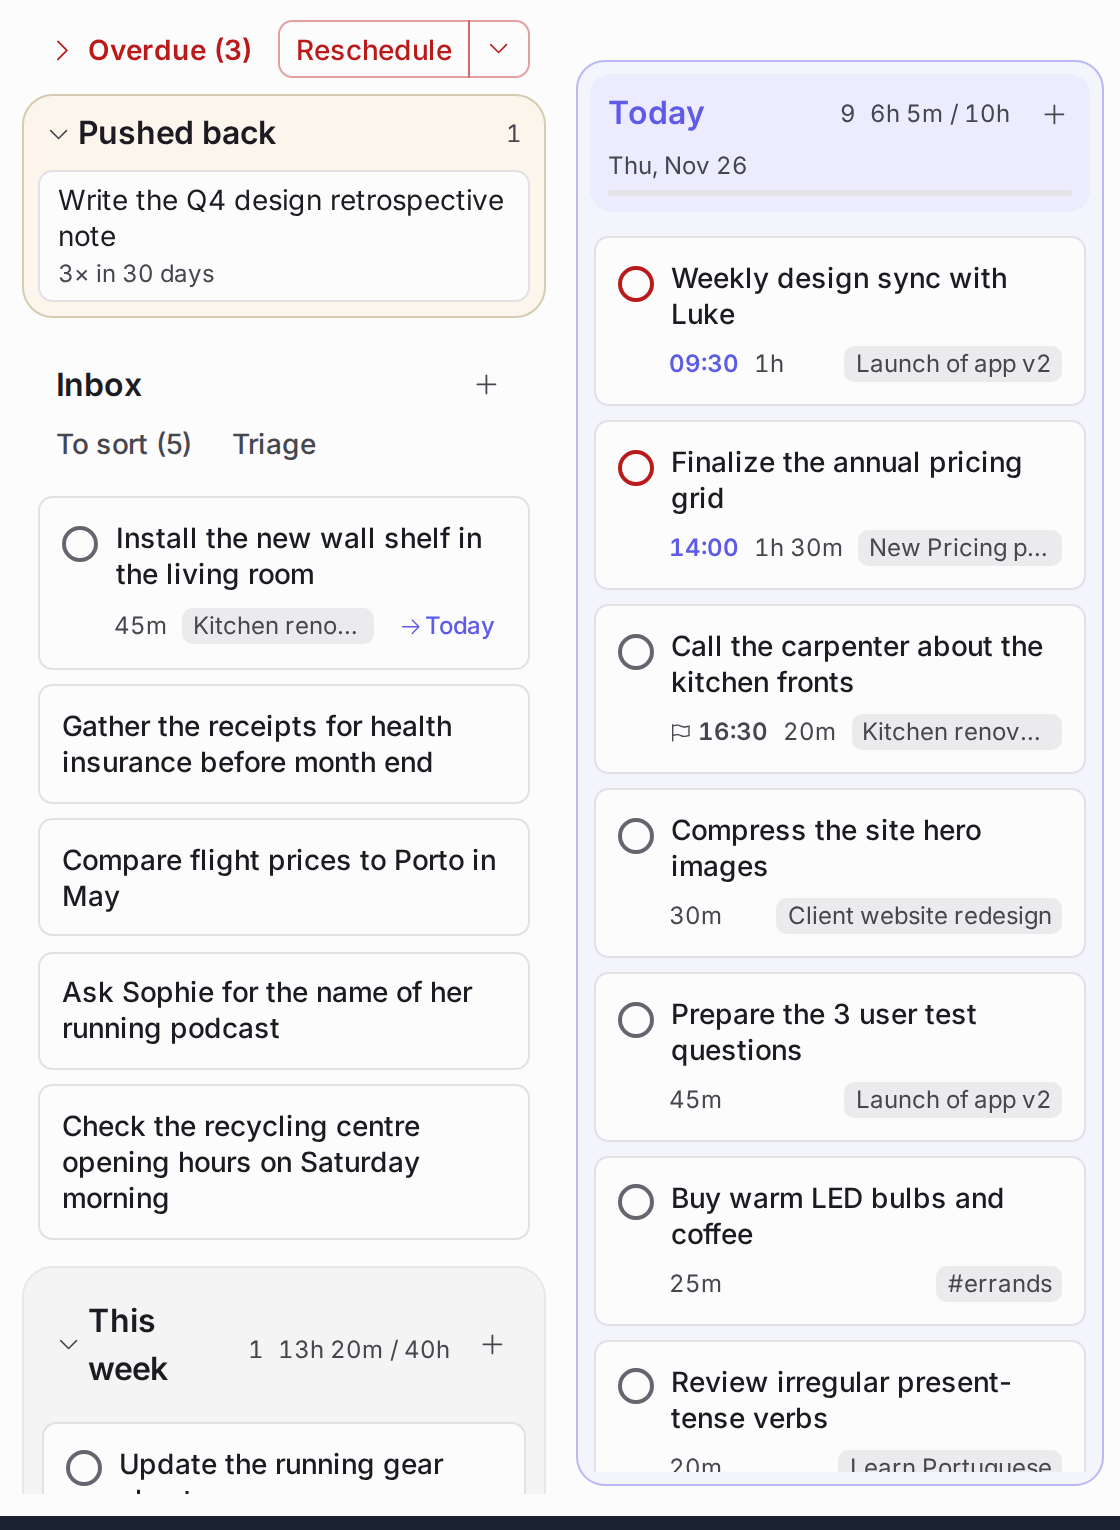 Overdue (3)
Reschedule
Pushed back
1
Write the Q4 design retrospective
note
3× in 30 days
Inbox
To sort (5)
Triage
Install the new wall shelf in
the living room
45m
Kitchen reno...
→ Today
Gather the receipts for health
insurance before month end
Compare flight prices to Porto in
May
Ask Sophie for the name of her
running podcast
Check the recycling centre
opening hours on Saturday
morning
This
week
1 13h 20m / 40h
Update the running gear
Today
9 6h 5m / 10h
Thu, Nov 26
Weekly design sync with
Luke
09:30 1h
Launch of app v2
Finalize the annual pricing
grid
14:00 1h 30m
New Pricing p...
Call the carpenter about the
kitchen fronts
16:30 20m
Kitchen renov...
Compress the site hero
images
30m
Client website redesign
Prepare the 3 user test
questions
45m
Launch of app v2
Buy warm LED bulbs and
coffee
25m
#errands
Review irregular present-
tense verbs
20m
Learn Portuguese